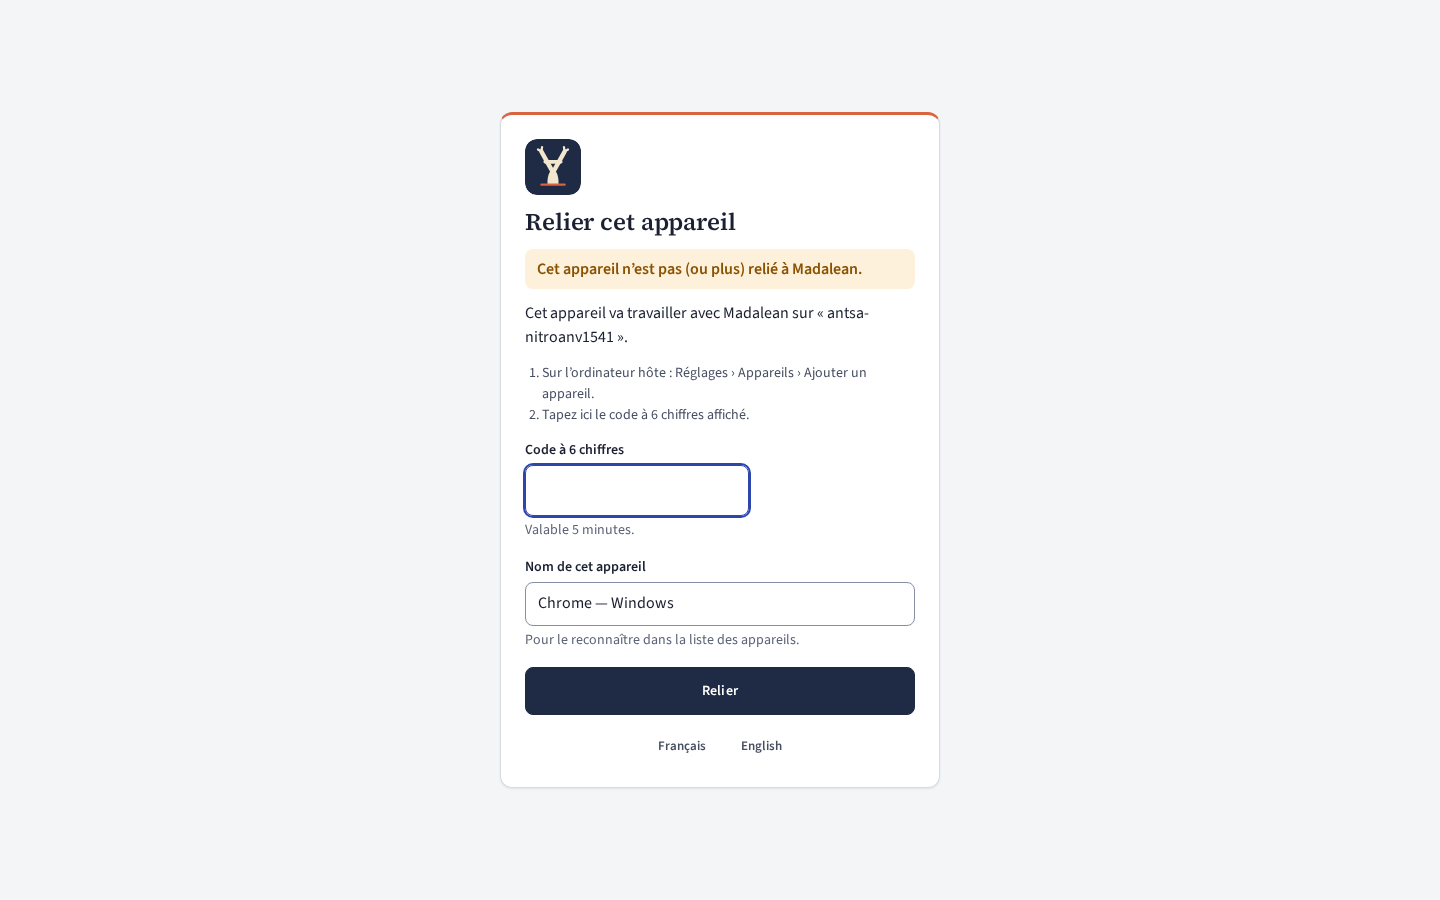 Relier cet appareil
Cet appareil n’est pas (ou plus) relié à Madalean.
Cet appareil va travailler avec Madalean sur « antsa-
nitroanv1541 ».
1. Sur l’ordinateur hôte : Réglages › Appareils › Ajouter un
appareil.
2. Tapez ici le code à 6 chiffres affiché.
Code à 6 chiffres
Valable 5 minutes.
Nom de cet appareil
Chrome — Windows
Pour le reconnaître dans la liste des appareils.
Relier
Français English